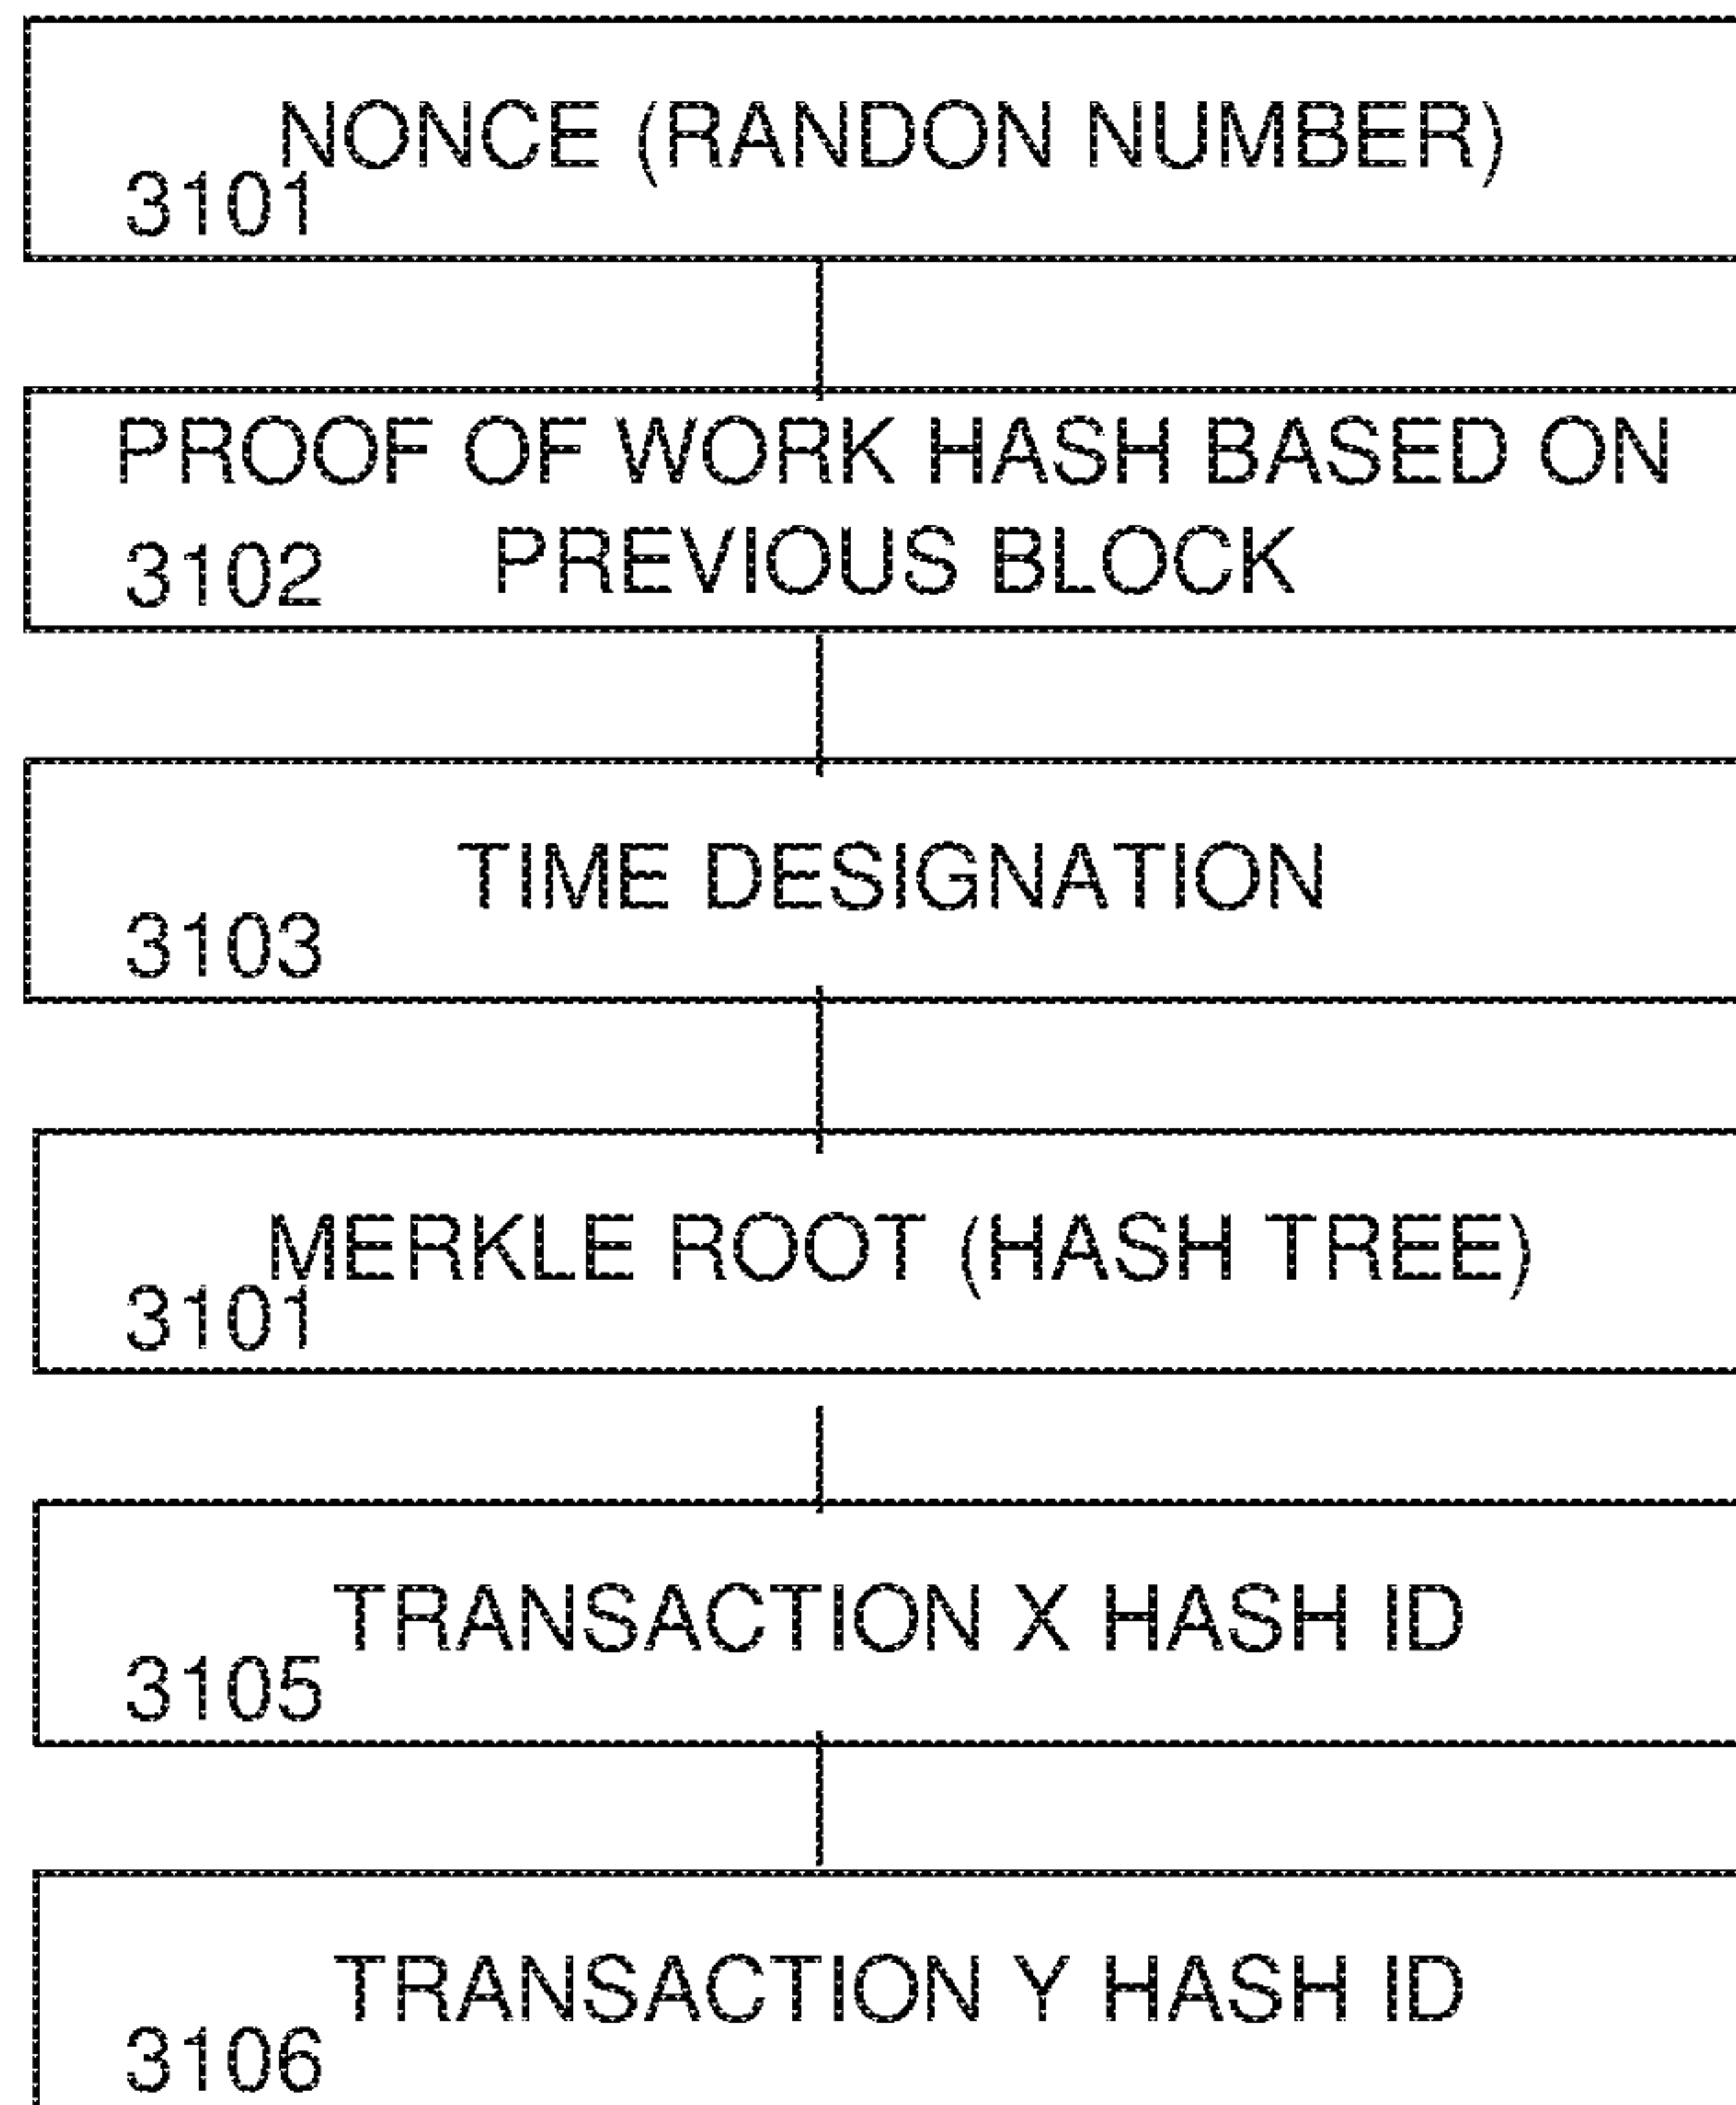 NONCE (RANDON NUMBER)
3101
PROOF OF WORK HASH BASED ON
3102 PREVIOUS BLOCK
TIME DESIGNATION
3103
MERKLE ROOT (HASH TREE)
3101
TRANSACTION X HASH ID
3105
TRANSACTION Y HASH ID
3106